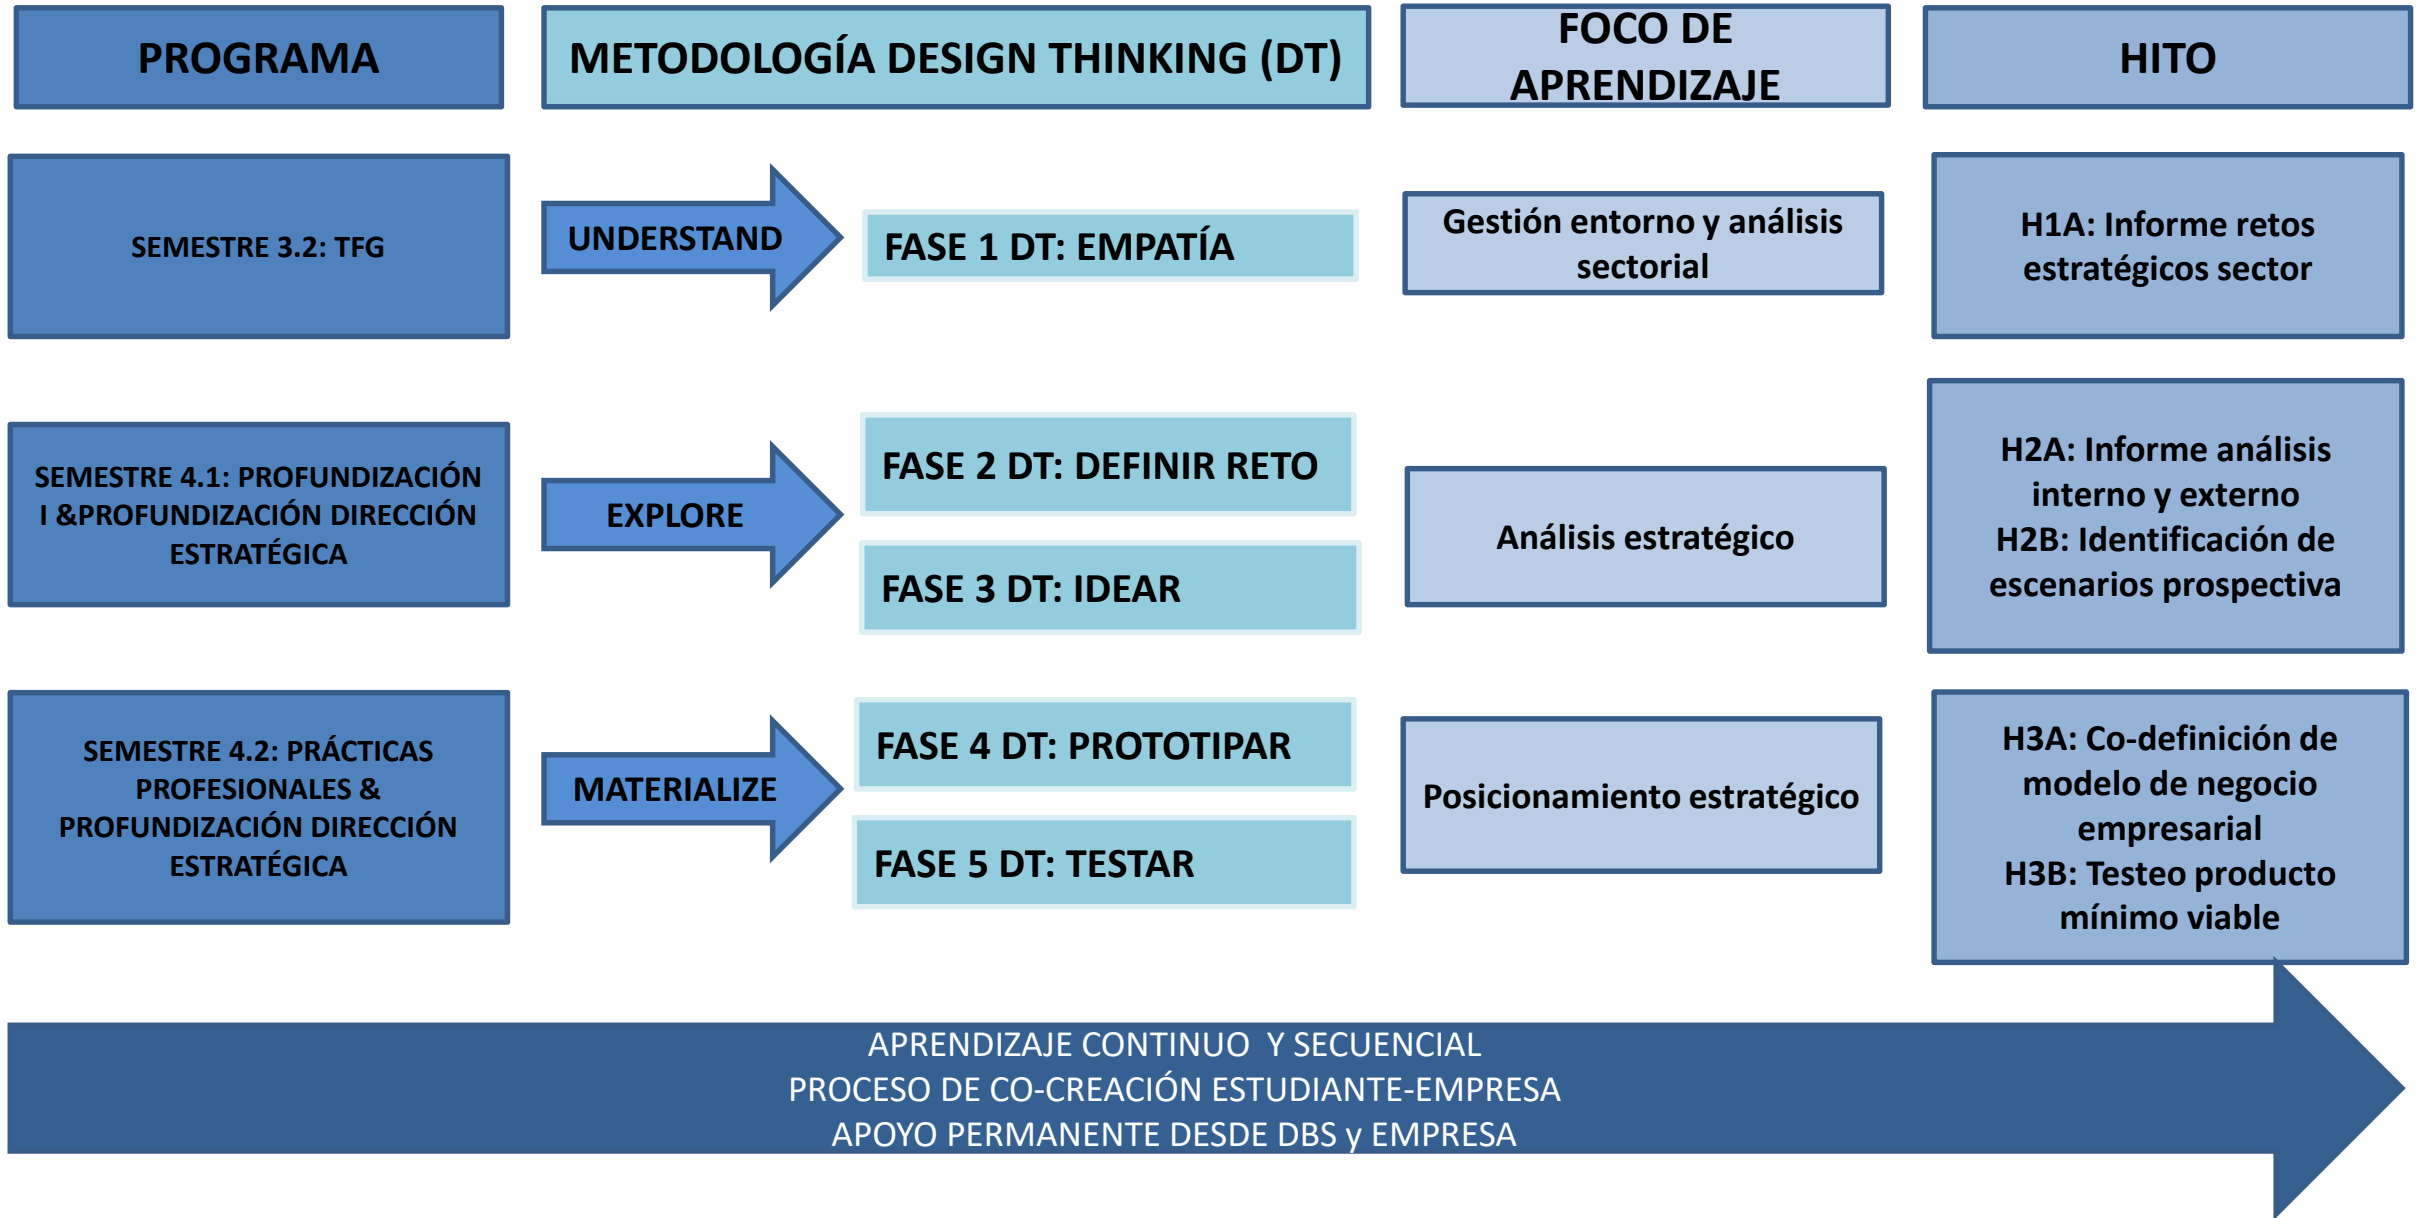 PROGRAMA
METODOLOGÍA DESIGN THINKING (DT)
FOCO DE
APRENDIZAJE
HITO
SEMESTRE 3.2: TFG
UNDERSTAND
FASE 1 DT: EMPATÍA
Gestión entorno y análisis
sectorial
H1A: Informe retos
estratégicos sector
SEMESTRE 4.1: PROFUNDIZACIÓN
I &PROFUNDIZACIÓN DIRECCIÓN
ESTRATÉGICA
EXPLORE
FASE 2 DT: DEFINIR RETO
FASE 3 DT: IDEAR
Análisis estratégico
H2A: Informe análisis
interno y externo
H2B: Identificación de
escenarios prospectiva
SEMESTRE 4.2: PRÁCTICAS
PROFESIONALES &
PROFUNDIZACIÓN DIRECCIÓN
ESTRATÉGICA
MATERIALIZE
FASE 4 DT: PROTOTIPAR
FASE 5 DT: TESTAR
Posicionamiento estratégico
H3A: Co-definición de
modelo de negocio
empresarial
H3B: Testeo producto
mínimo viable
APRENDIZAJE CONTINUO  Y SECUENCIAL
PROCESO DE CO-CREACIÓN ESTUDIANTE-EMPRESA
APOYO PERMANENTE DESDE DBS y EMPRESA